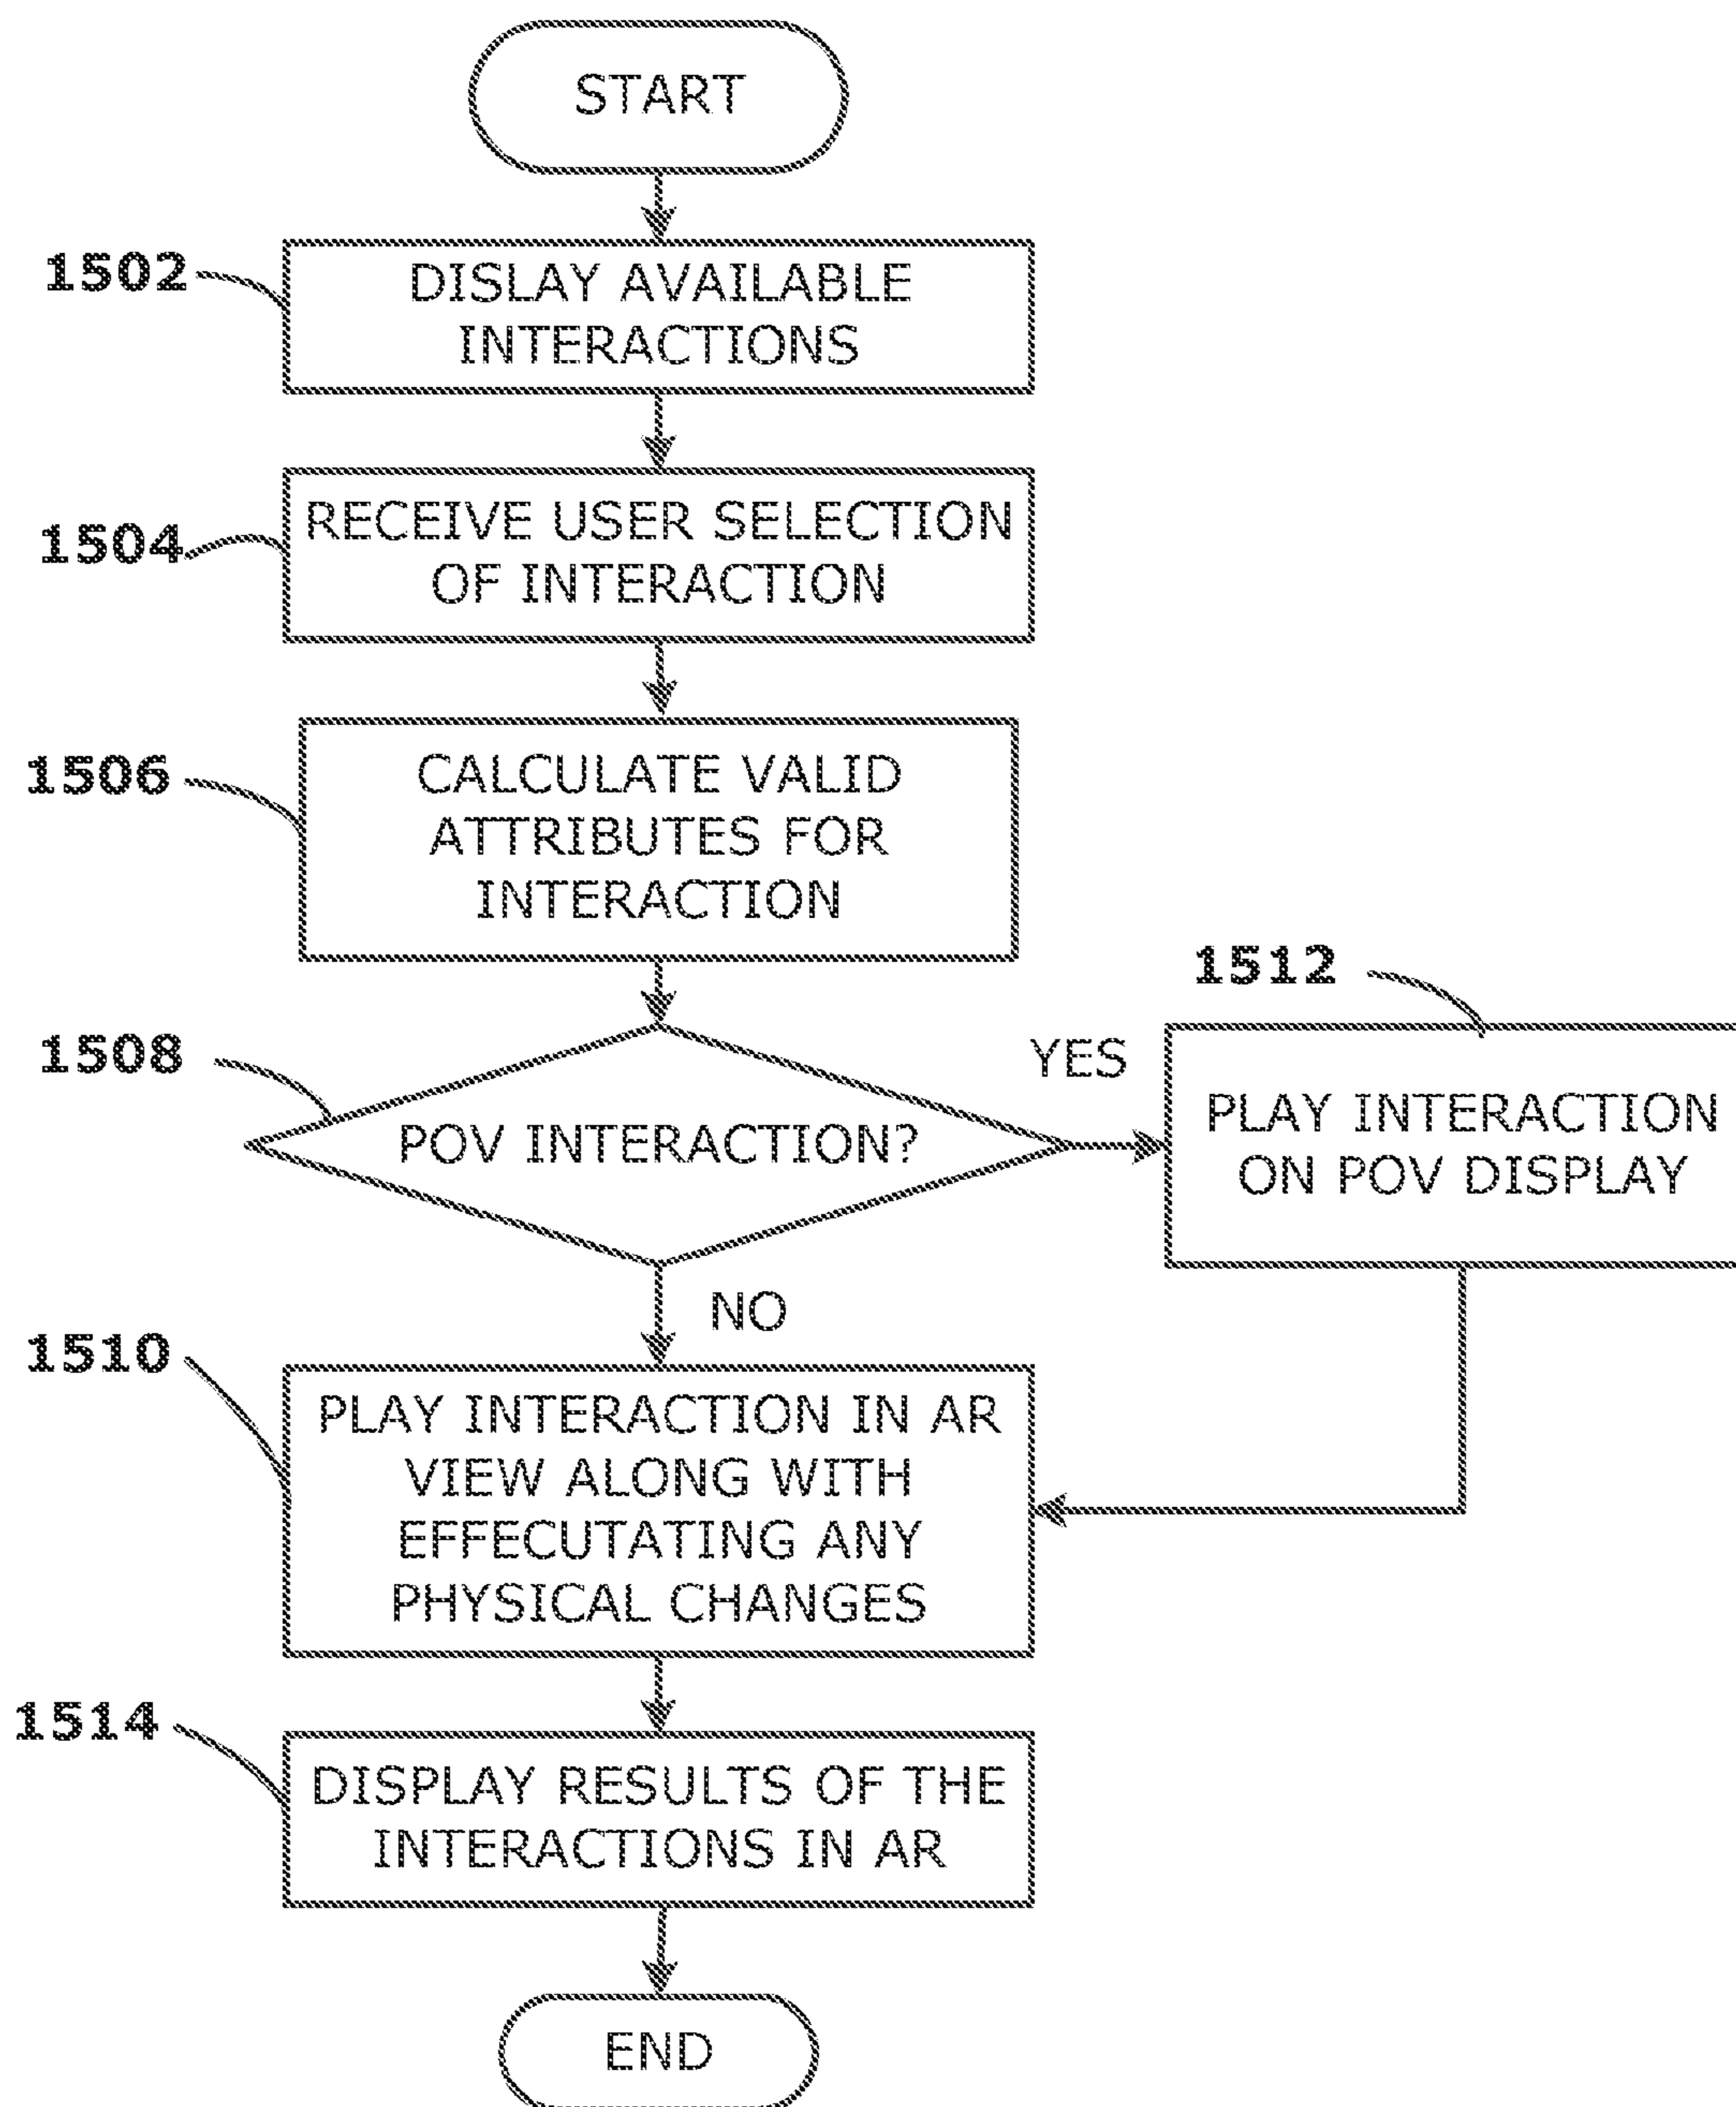 START
1502
DISLAY AVAILABLE
INTERACTIONS
1504
RECEIVE USER SELECTION
OF INTERACTION
1506
CALCULATE VALID
ATTRIBUTES FOR
INTERACTION
1508
POV INTERACTION?
YES
1512
PLAY INTERACTION
ON POV DISPLAY
NO
1510
PLAY INTERACTION IN AR
VIEW ALONG WITH
EFFECUTATING ANY
PHYSICAL CHANGES
1514
DISPLAY RESULTS OF THE
INTERACTIONS IN AR
END